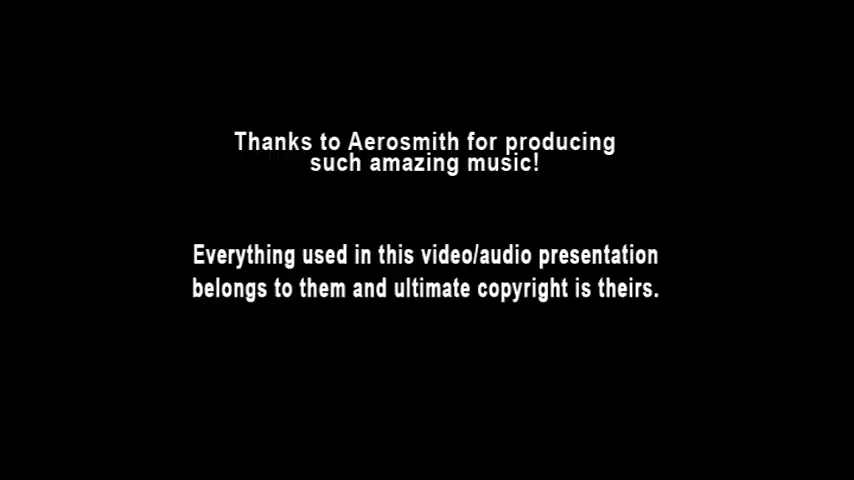 Thanks to Aerosmith for producing
such amazing music!
Everything used in this video/audio presentation
belongs to them and ultimate copyright is theirs.